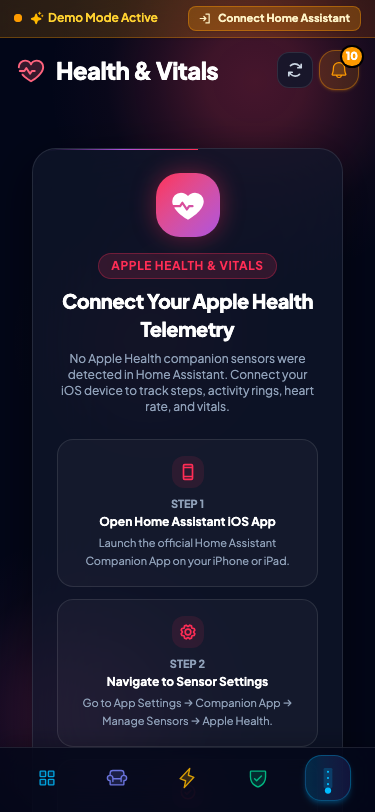 Demo Mode Active
Connect Home Assistant
Health & Vitals
10
APPLE HEALTH & VITALS
Connect Your Apple Health
Telemetry
No Apple Health companion sensors were
detected in Home Assistant. Connect your
iOS device to track steps, activity rings, heart
rate, and vitals.
STEP 1
Open Home Assistant iOS App
Launch the official Home Assistant
Companion App on your iPhone or iPad.
STEP 2
Navigate to Sensor Settings
Go to App Settings → Companion App →
Manage Sensors → Apple Health.